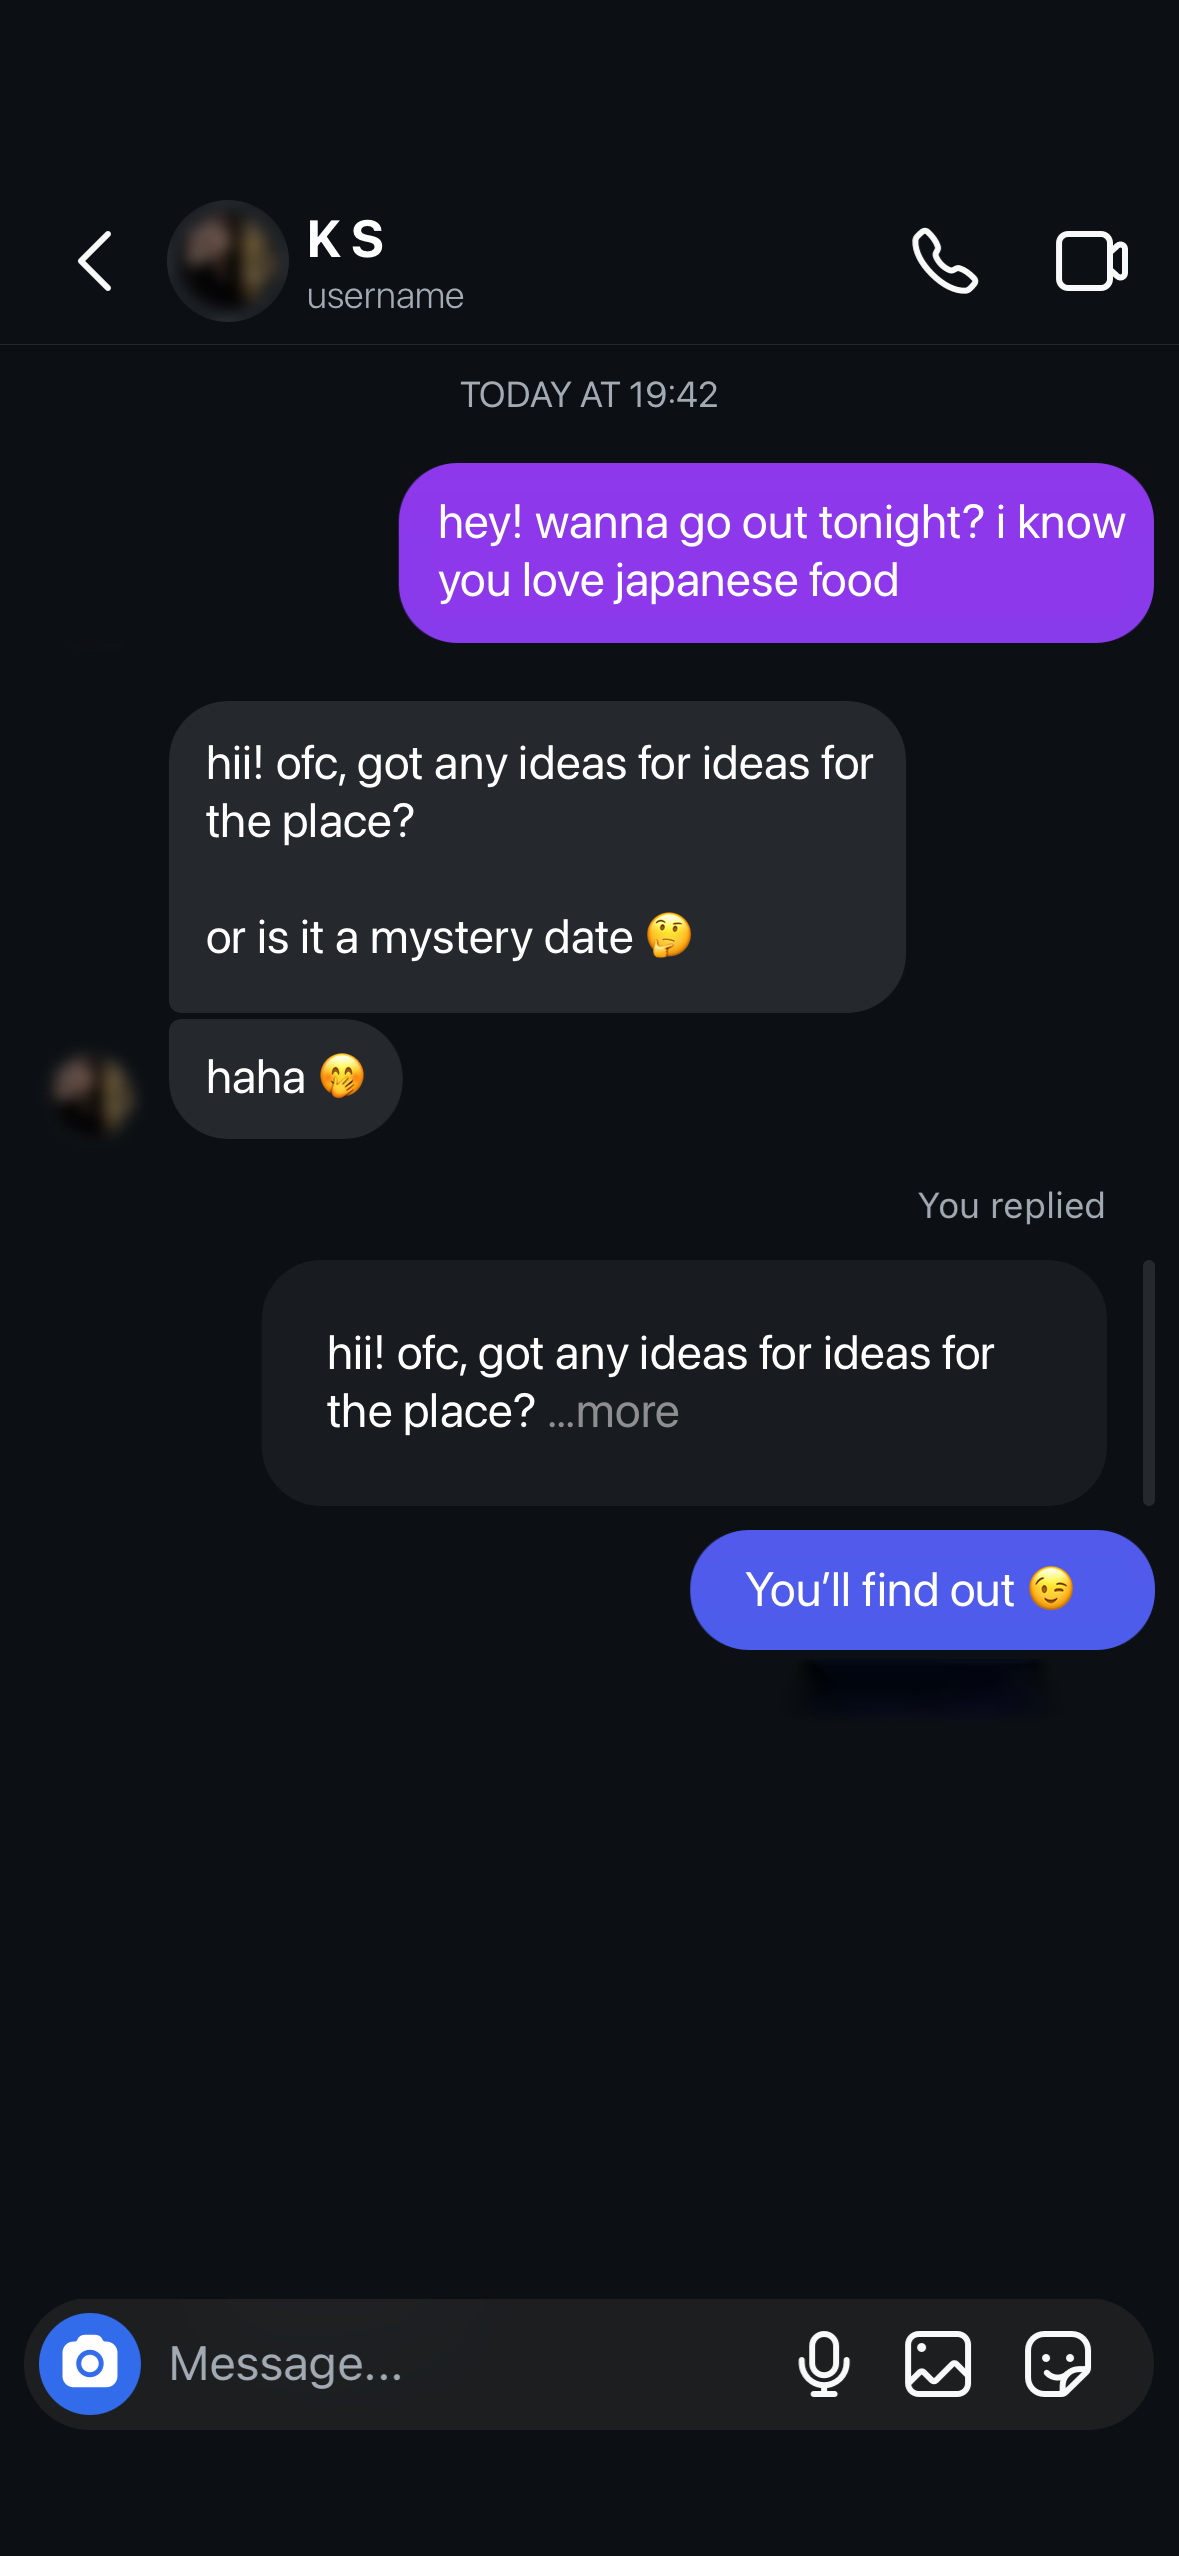 K S
username
TODAY AT 19:42
hey! wanna go out tonight? i know
you love japanese food
hii! ofc, got any ideas for ideas for
the place?
or is it a mystery date 🤔
haha 🤭
You replied
hii! ofc, got any ideas for ideas for
the place? ...more
You’ll find out 😉
Message...